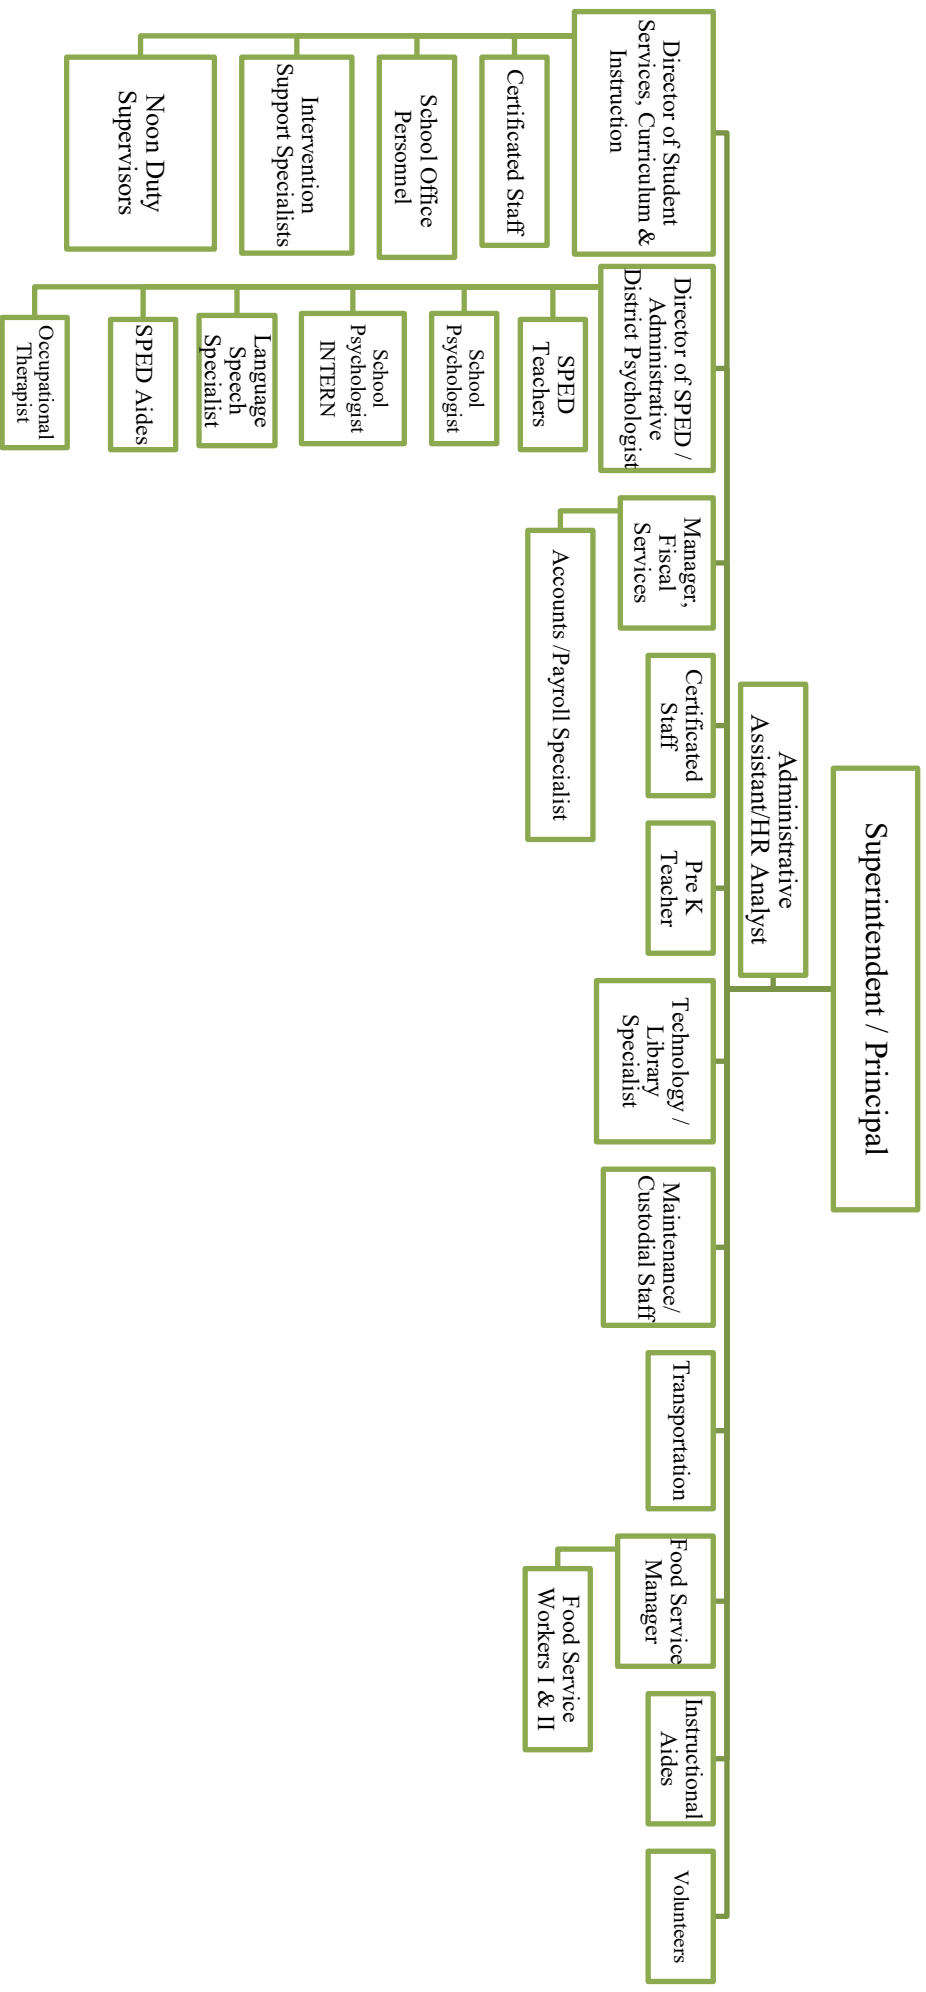 Superintendent / Principal
Administrative
Assistant/HR Analyst
Director of Student
Services, Curriculum &
Instruction
Certificated Staff
School Office
Personnel
Intervention
Support Specialists
Noon Duty
Supervisors
Director of SPED /
Administrative
District Psychologist
SPED
Teachers
School
Psychologist
School
Psychologist
INTERN
Language
Speech
Specialist
SPED Aides
Occupational
Therapist
Manager,
Fiscal
Services
Accounts /Payroll Specialist
Certificated
Staff
Pre K
Teacher
Technology /
Library
Specialist
Maintenance/
Custodial Staff
Transportation
Food Service
Manager
Food Service
Workers I & II
Instructional
Aides
Volunteers